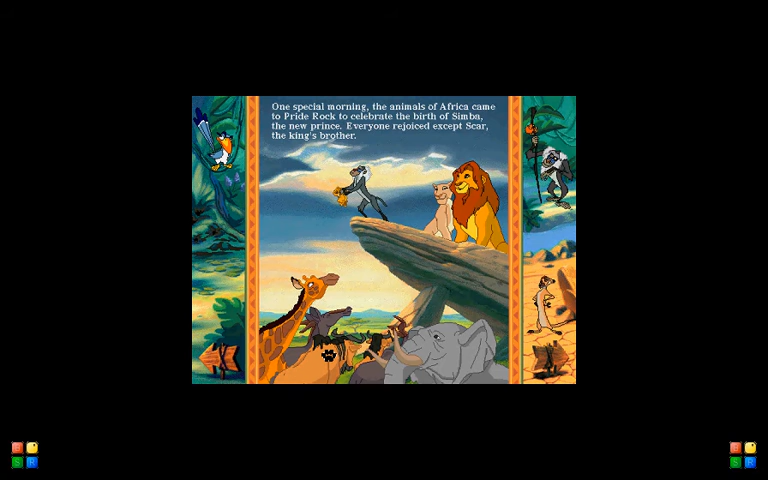 One special morning, the animals of Africa came
to Pride Rock to celebrate the birth of Simba,
the new prince. Everyone rejoiced except Scar,
the king's brother.